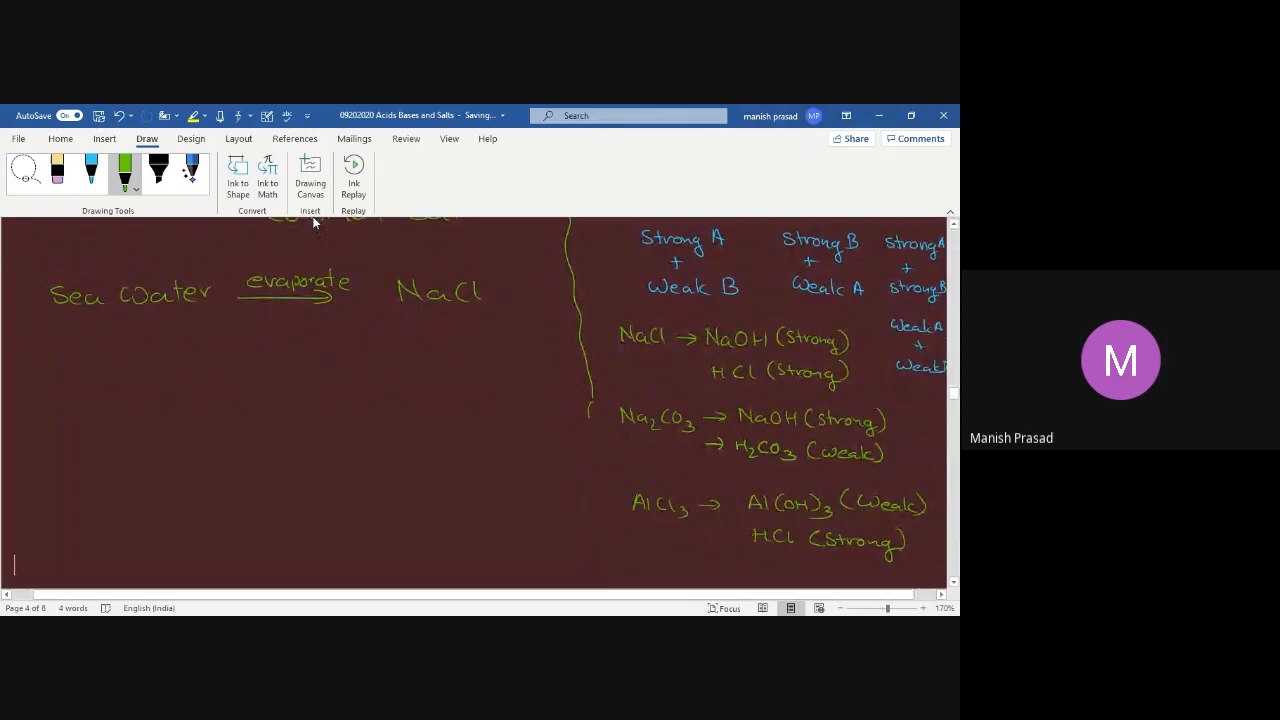 AutoSave On
09202020 Acids Bases and Salts - Saving...
Search
manish prasad MP
File Home Insert Draw Design Layout References Mailings Review View Help
Share Comments
Ink to Shape
Ink to Math
Drawing Canvas
Ink Replay
Drawing Tools Convert Insert Replay
Sea Water evaporate → NaCl
Strong A + Weak B
Strong B + Weak A
Strong A + Strong B
Weak A + Weak
NaCl → NaOH (Strong)
HCl (Strong)
Na2CO3 → NaOH (Strong)
→ H2CO3 (Weak)
AlCl3 → Al(OH)3 (Weak)
HCl (Strong)
M
Manish Prasad
Page 4 of 8 4 words English (India) Focus 170%